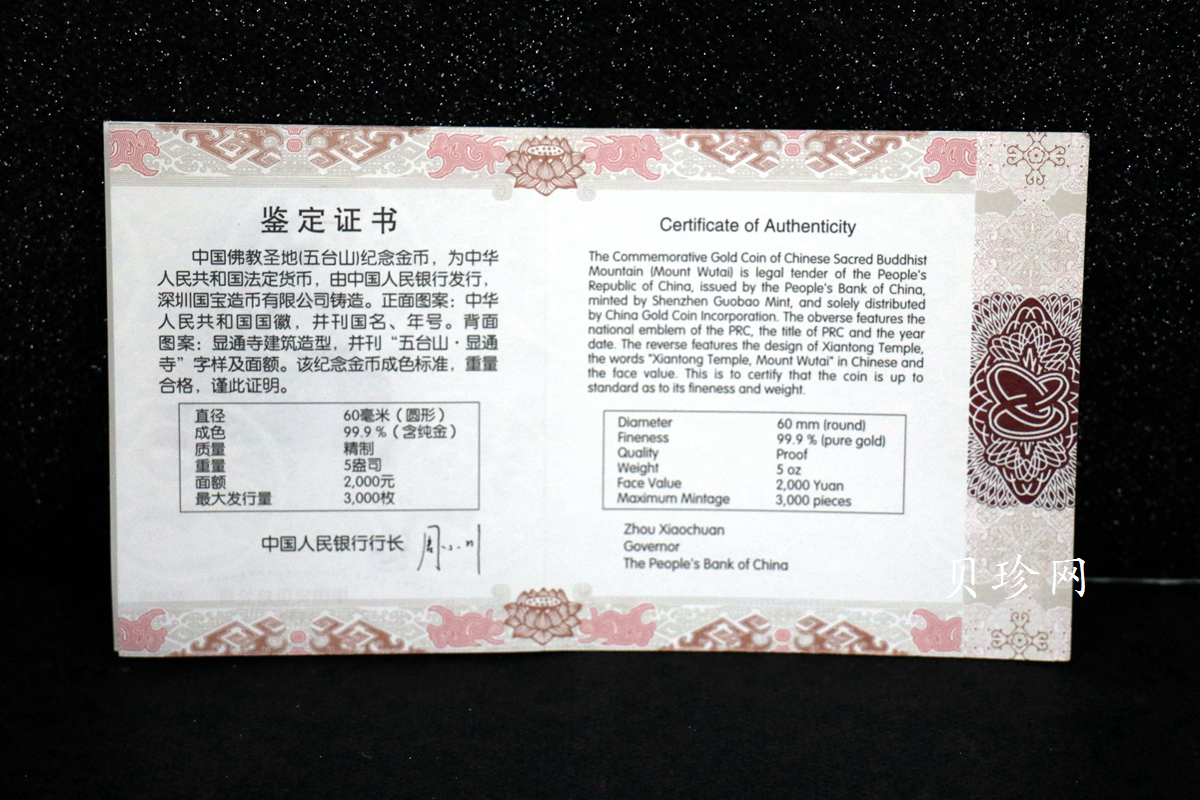 鉴定证书
中国佛教圣地(五台山)纪念金币，为中华
人民共和国法定货币，由中国人民银行发行，
深圳国宝造币有限公司铸造。正面图案：中华
人民共和国国徽，并刊国名、年号。背面
图案：显通寺建筑造型，并刊“五台山·显通
寺”字样及面额。该纪念金币成色标准，重量
合格，谨此证明。
直径 60毫米（圆形）
成色 99.9％（含纯金）
质量 精制
重量 5盎司
面额 2,000元
最大发行量 3,000枚
中国人民银行行长
Certificate of Authenticity
The Commemorative Gold Coin of Chinese Sacred Buddhist
Mountain (Mount Wutai) is legal tender of the People's
Republic of China, issued by the People's Bank of China,
minted by Shenzhen Guobao Mint, and solely distributed
by China Gold Coin Incorporation. The obverse features the
national emblem of the PRC, the title of PRC and the year
date. The reverse features the design of Xiantong Temple,
the words "Xiantong Temple, Mount Wutai" in Chinese and
the face value. This is to certify that the coin is up to
standard as to its fineness and weight.
Diameter 60 mm (round)
Fineness 99.9 % (pure gold)
Quality Proof
Weight 5 oz
Face Value 2,000 Yuan
Maximum Mintage 3,000 pieces
Zhou Xiaochuan
Governor
The People's Bank of China
贝珍网